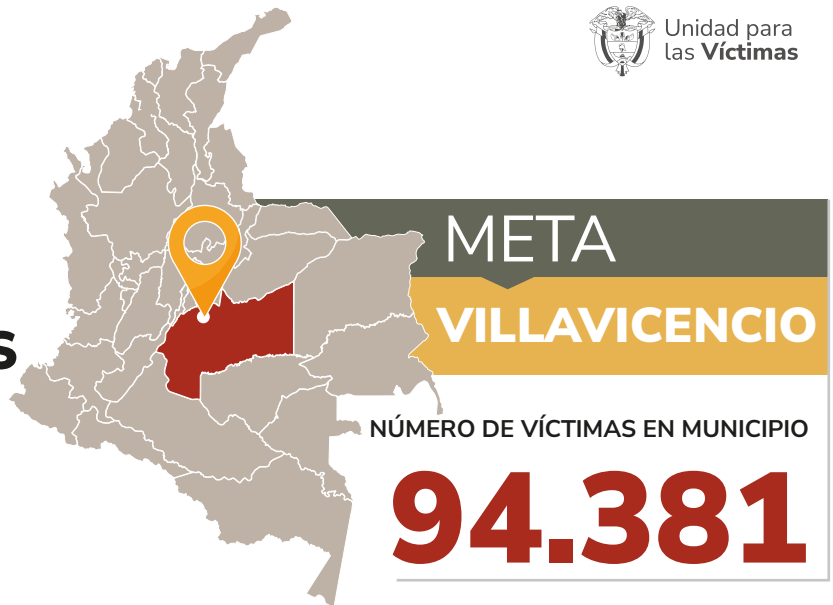 Unidad para
las Víctimas
META
VILLAVICENCIO
s
NÚMERO DE VÍCTIMAS EN MUNICIPIO
94.381